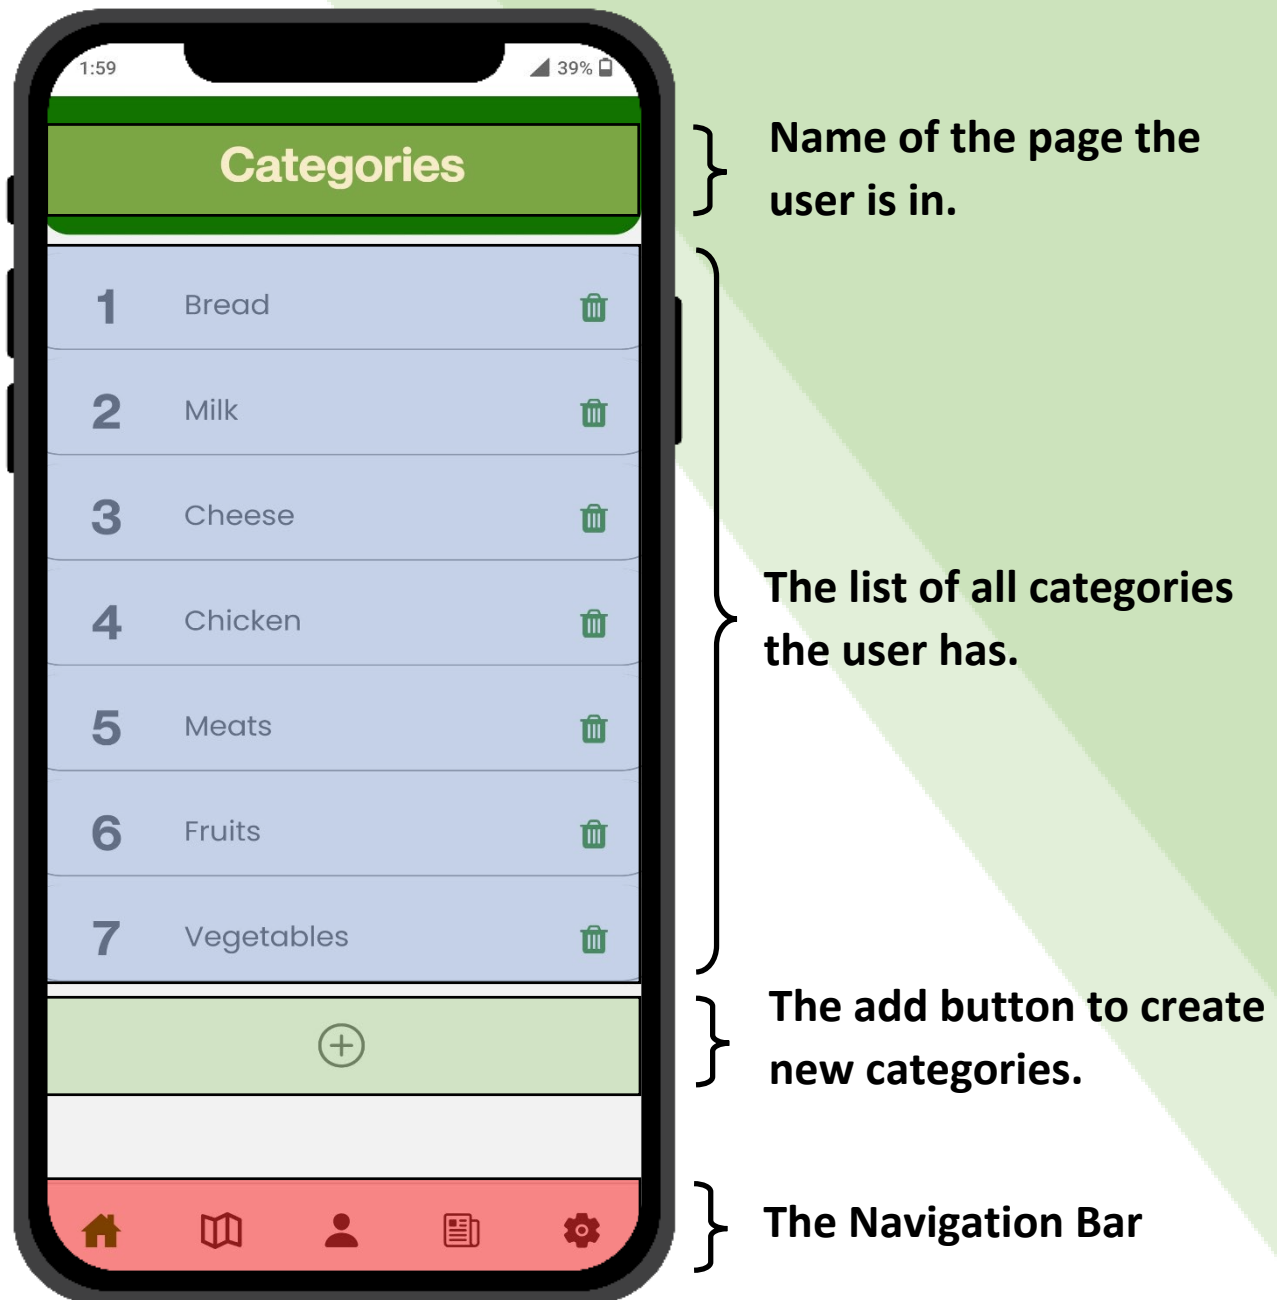 1:59
39%
Categories
Name of the page the
user is in.
1 Bread
2 Milk
3 Cheese
4 Chicken
5 Meats
6 Fruits
7 Vegetables
The list of all categories
the user has.
The add button to create
new categories.
The Navigation Bar